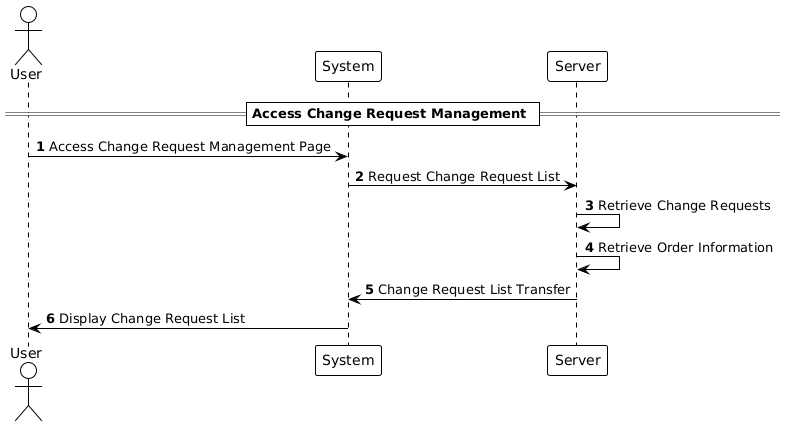 User
System
Server
Access Change Request Management
1 Access Change Request Management Page
2 Request Change Request List
3 Retrieve Change Requests
4 Retrieve Order Information
5 Change Request List Transfer
6 Display Change Request List
User
System
Server